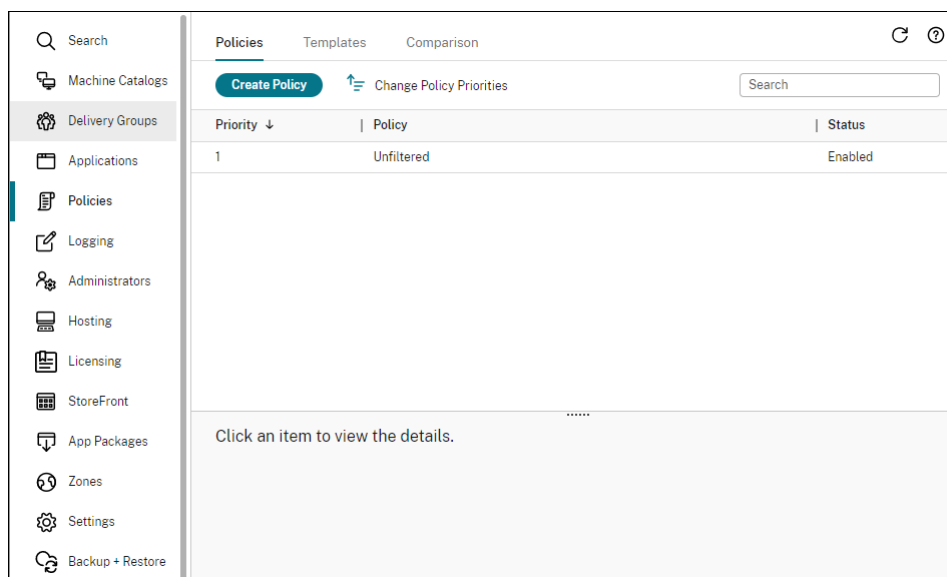 Search
Machine Catalogs
Delivery Groups
Applications
Policies
Logging
Administrators
Hosting
Licensing
StoreFront
App Packages
Zones
Settings
Backup + Restore
Policies Templates Comparison
Create Policy Change Policy Priorities Search
Priority Policy Status
1 Unfiltered Enabled
Click an item to view the details.